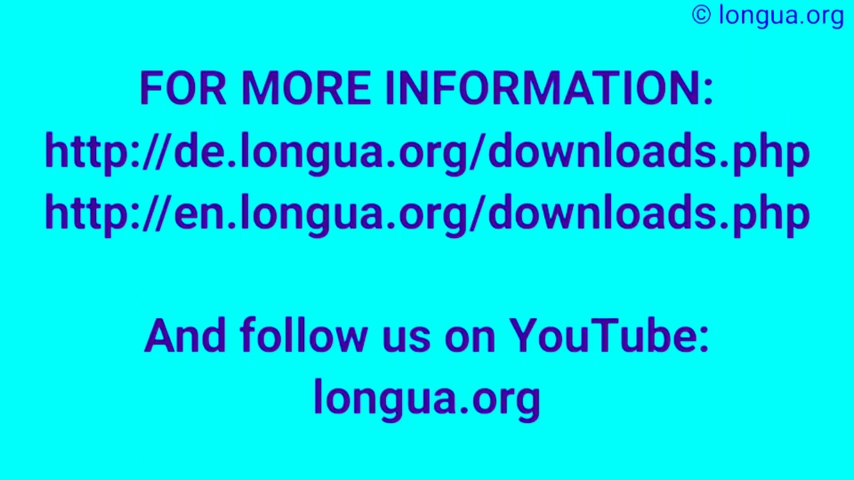 © longua.org
FOR MORE INFORMATION:
http://de.longua.org/downloads.php
http://en.longua.org/downloads.php
And follow us on YouTube:
longua.org